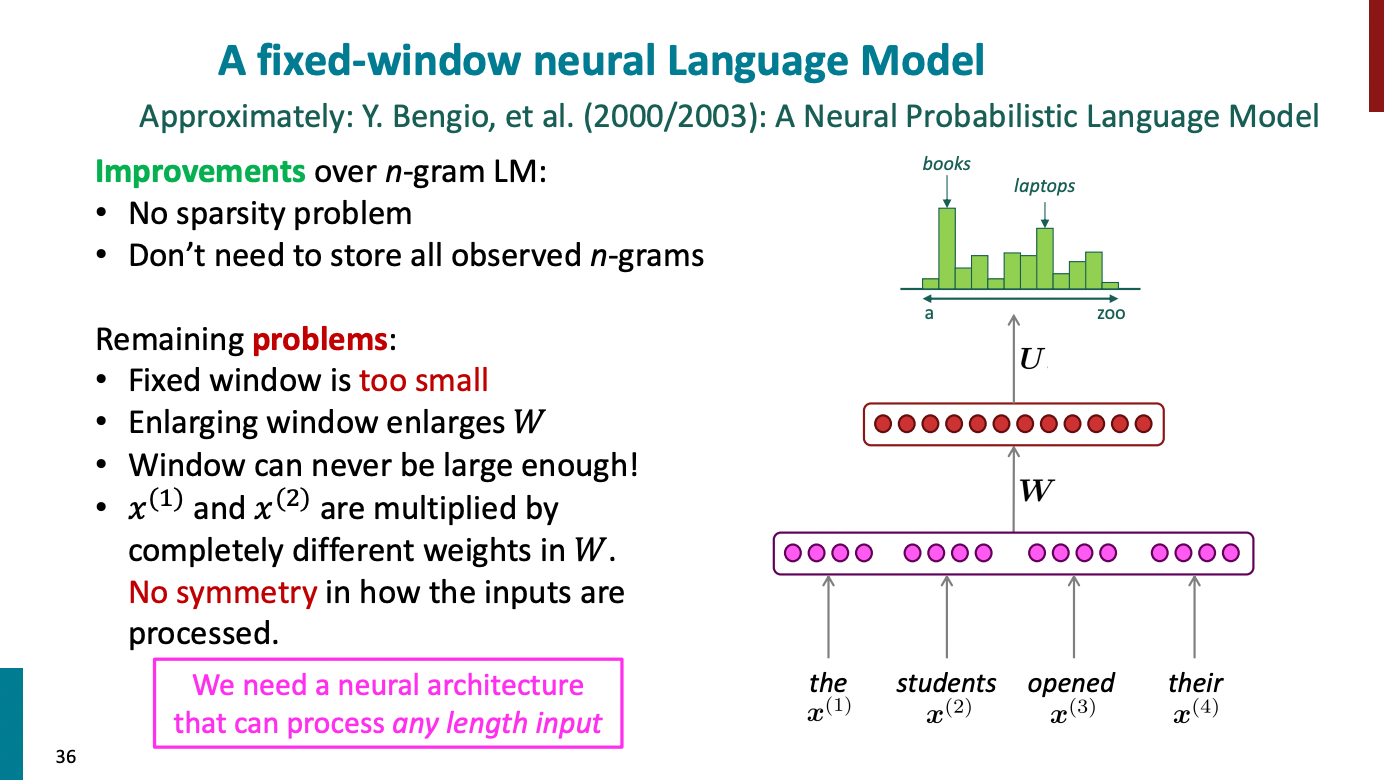 A fixed-window neural Language Model
Approximately: Y. Bengio, et al. (2000/2003): A Neural Probabilistic Language Model
Improvements over n-gram LM:
• No sparsity problem
• Don’t need to store all observed n-grams
Remaining problems:
• Fixed window is too small
• Enlarging window enlarges W
• Window can never be large enough!
• x⁽¹⁾ and x⁽²⁾ are multiplied by
completely different weights in W.
No symmetry in how the inputs are
processed.
We need a neural architecture
that can process any length input
books
laptops
a zoo
U
W
the students opened their
x⁽¹⁾ x⁽²⁾ x⁽³⁾ x⁽⁴⁾
36